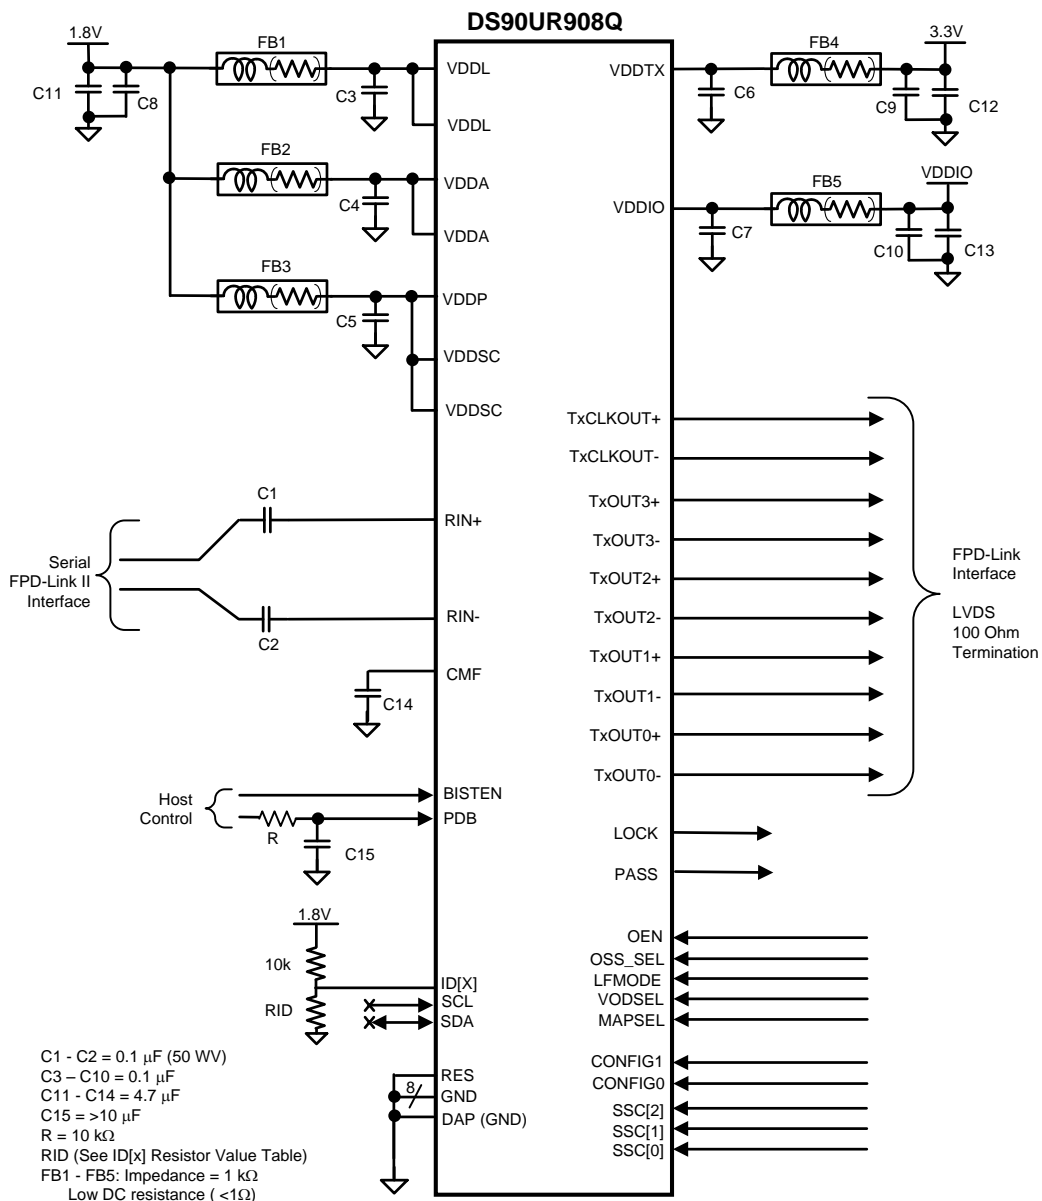 DS90UR908Q
1.8V
FB1
C11
C8
C3
VDDL
VDDL
FB2
C4
VDDA
VDDA
FB3
C5
VDDP
VDDSC
VDDSC
3.3V
FB4
VDDTX
C6
C9
C12
VDDIO
FB5
VDDIO
C7
C10
C13
Serial
FPD-Link II
Interface
C1
RIN+
C2
RIN-
CMF
C14
TxCLKOUT+
TxCLKOUT-
TxOUT3+
TxOUT3-
TxOUT2+
TxOUT2-
TxOUT1+
TxOUT1-
TxOUT0+
TxOUT0-
FPD-Link
Interface
LVDS
100 Ohm
Termination
Host
Control
BISTEN
PDB
R
C15
LOCK
PASS
1.8V
10k
RID
ID[X]
SCL
SDA
OEN
OSS_SEL
LFMODE
VODSEL
MAPSEL
CONFIG1
CONFIG0
SSC[2]
SSC[1]
SSC[0]
RES
8
GND
DAP (GND)
C1 - C2 = 0.1 μF (50 WV)
C3 – C10 = 0.1 μF
C11 - C14 = 4.7 μF
C15 = >10 μF
R = 10 kΩ
RID (See ID[x] Resistor Value Table)
FB1 - FB5: Impedance = 1 kΩ
Low DC resistance ( <1Ω)